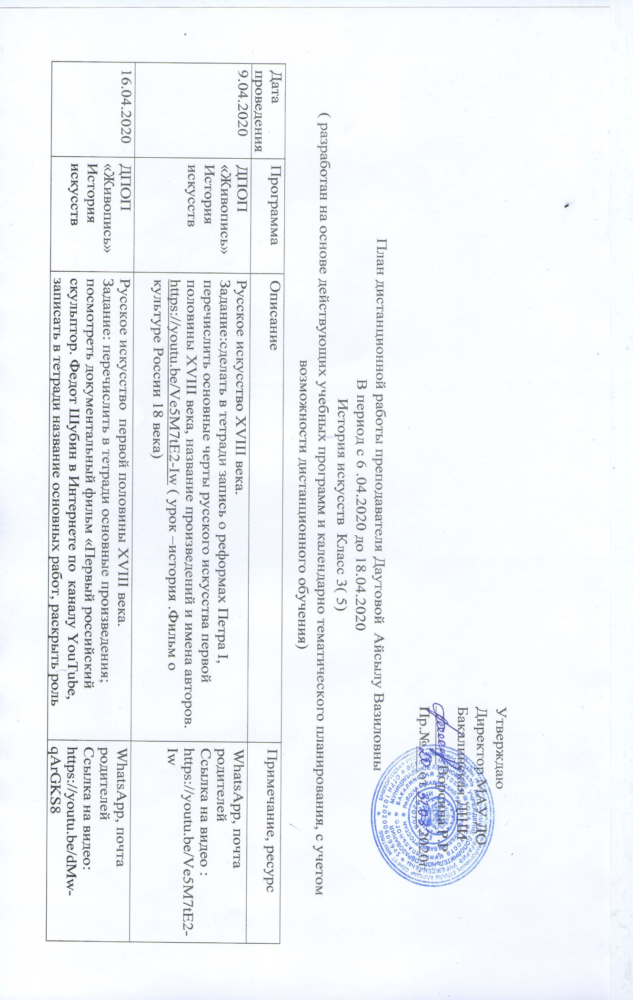 Утверждаю
Директор МАУ ДО
Бакалинская ДШИ
Воронина Р.Р.
Пр.№ 20 от 31.03.2020г.
План дистанционной работы преподавателя Даутовой Айсылу Вазиловны
В период с 6 .04.2020 до 18.04.2020
История искусств Класс 3( 5)
( разработан на основе действующих учебных программ и календарно тематического планирования, с учетом
возможности дистанционного обучения)
Дата
проведения
Программа
Описание
Примечание, ресурс
9.04.2020
ДПОП
«Живопись»
История
искусств
Русское искусство XVIII века.
Задание:сделать в тетради запись о реформах Петра I,
перечислить основные черты русского искусства первой
половины XVIII века, название произведений и имена авторов.
https://youtu.be/Ve5M7tE2-Iw ( урок –история .Фильм о
культуре России 18 века)
WhatsApp, почта
родителей
Ссылка на видео :
https://youtu.be/Ve5M7tE2-
Iw
16.04.2020
ДПОП
«Живопись»
История
искусств
Русское искусство первой половины XVIII века.
Задание: перечислить в тетради основные произведения;
посмотреть документальный фильм «Первый российский
скульптор. Федот Шубин в Интернете по каналу YouTube,
записать в тетради название основных работ, раскрыть роль
WhatsApp, почта
родителей
Ссылка на видео:
https://youtu.be/dMw-
qArGKS8